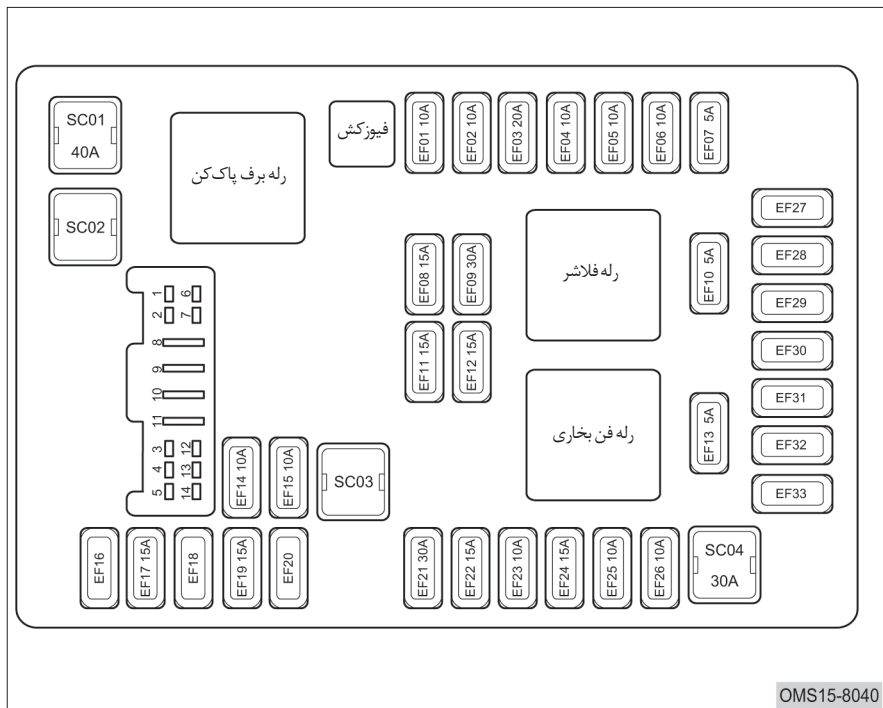 SC01
40A
رله برف پاک‌کن
فیوزکش
EF01 10A
EF02 10A
EF03 20A
EF04 10A
EF05 10A
EF06 10A
EF07 5A
SC02
EF27
EF28
EF29
EF30
EF31
EF32
EF33
EF08 15A
EF09 30A
رله فلاشر
EF10 5A
EF11 15A
EF12 15A
1 6
2 7
8
9
10
11
3 12
4 13
5 14
رله فن بخاری
EF13 5A
EF14 10A
EF15 10A
SC03
EF16
EF17 15A
EF18
EF19 15A
EF20
EF21 30A
EF22 15A
EF23 10A
EF24 15A
EF25 10A
EF26 10A
SC04
30A
OMS15-8040